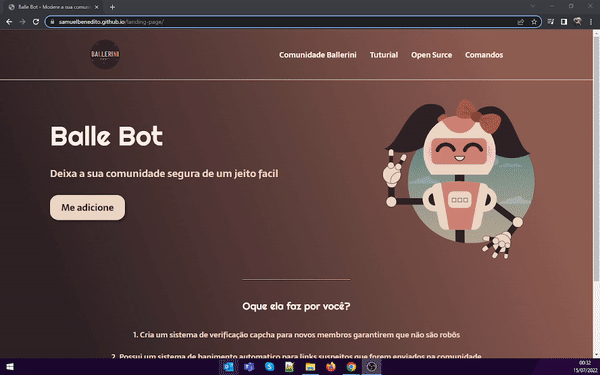 Balle Bot - Modere a sua comuni
samuelbenedito.github.io/landing-page/
BALLERINI
Comunidade Ballerini
Tutorial
Open Surce
Comandos
Balle Bot
Deixa a sua comunidade segura de um jeito facil
Me adicione
Oque ela faz por você?
1. Cria um sistema de verificação capcha para novos membros garantirem que não são robôs
2. Possui um sistema de banimento automatico para links suspeitos que forem enviados na comunidade
00:32
15/07/2022